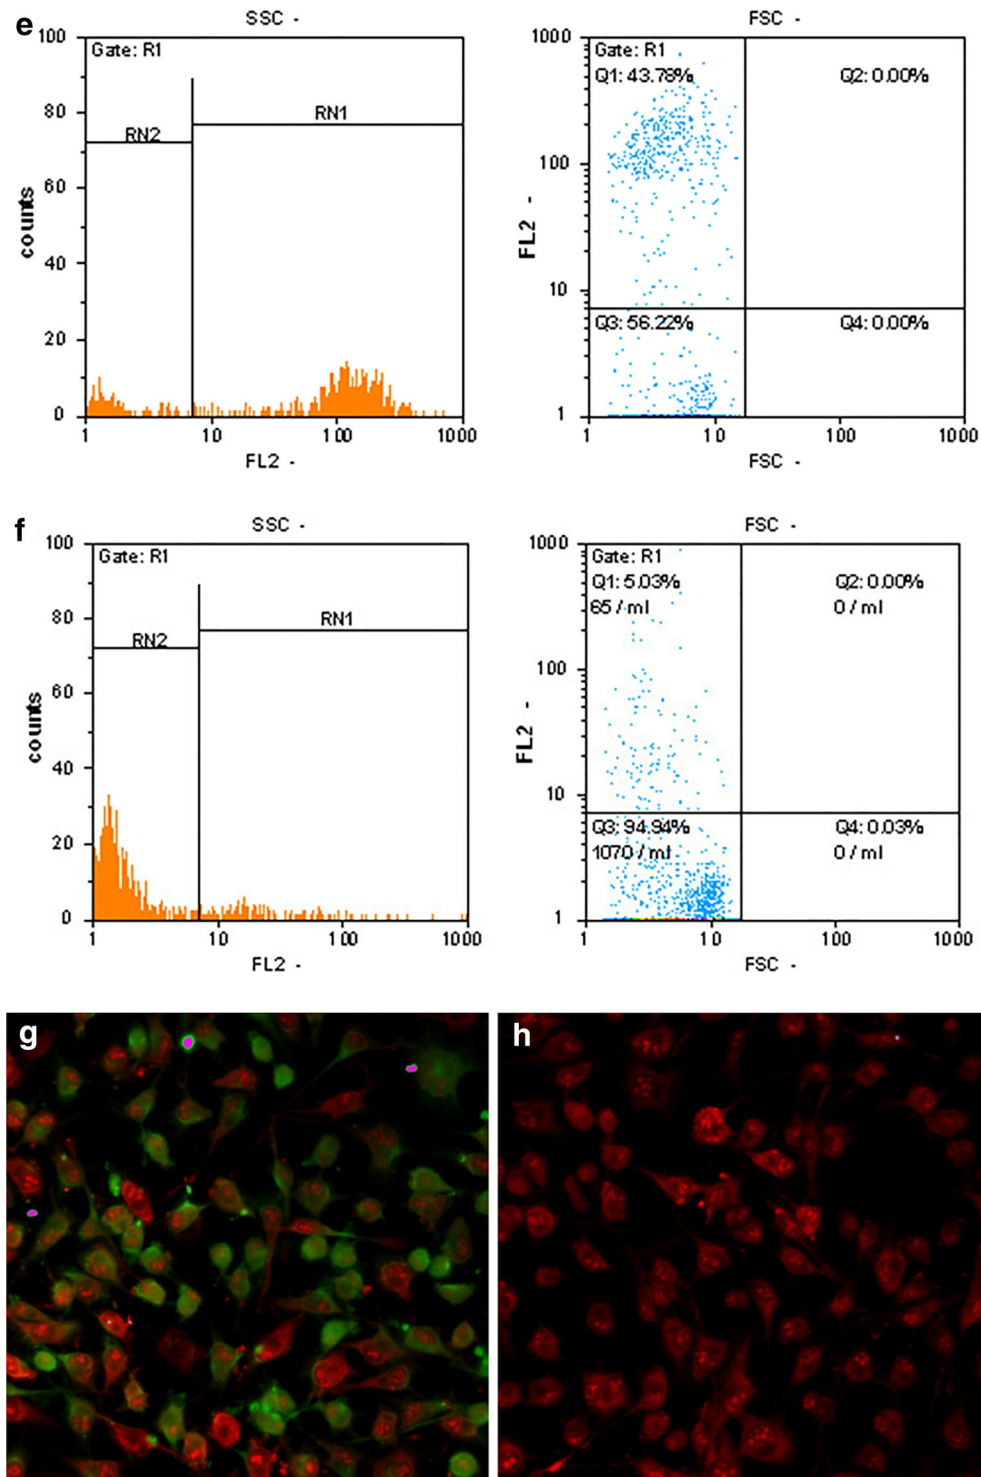 e
SSC -
100
80
60
40
20
0
counts
Gate: R1
RN2
RN1
1
10
100
1000
FL2 -
FSC -
1000
100
10
1
FL2 -
Gate: R1
Q1: 43.78%
Q2: 0.00%
Q3: 56.22%
Q4: 0.00%
1
10
100
1000
FSC -
f
SSC -
100
80
60
40
20
0
counts
Gate: R1
RN2
RN1
1
10
100
1000
FL2 -
FSC -
1000
100
10
1
FL2 -
Gate: R1
Q1: 5.03%
65 / ml
Q2: 0.00%
0 / ml
Q3: 94.94%
1070 / ml
Q4: 0.03%
0 / ml
1
10
100
1000
FSC -
g
h